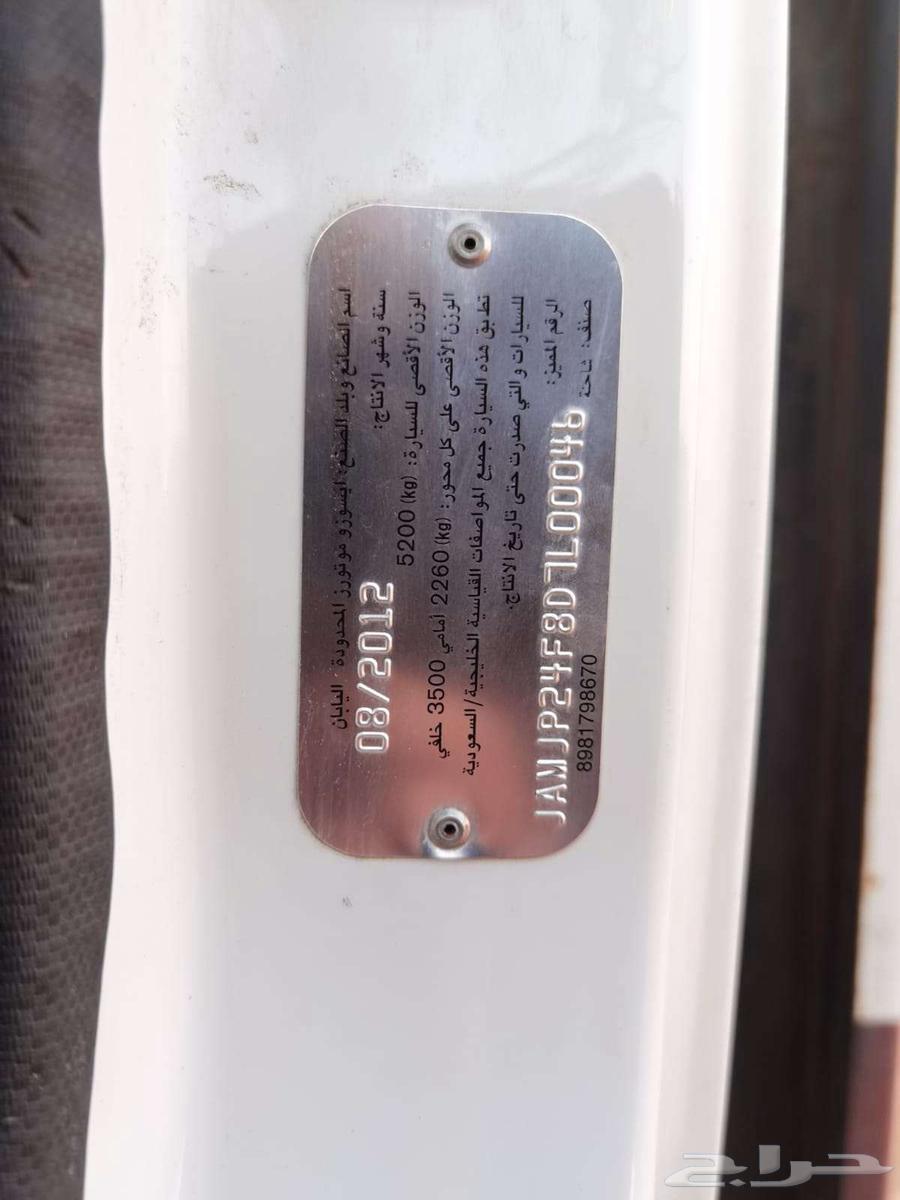 اسم الصانع وبلد الصنع: ايسوزو موتورز المحدودة ، اليابان
سنة وشهر الانتاج: 08/2012
الوزن الأقصى للسيارة: 5200 (kg)
الوزن الأقصى على كل محور: (kg) 2260 أمامي 3500 خلفي
تطابق هذه السيارة جميع المواصفات القياسية الخليجية/السعودية
للسيارات والتي صدرت حتى تاريخ الانتاج.
الرقم المميز: JAMJP24F8D7L00046
صنف: شاحنة 8981798670
حراج